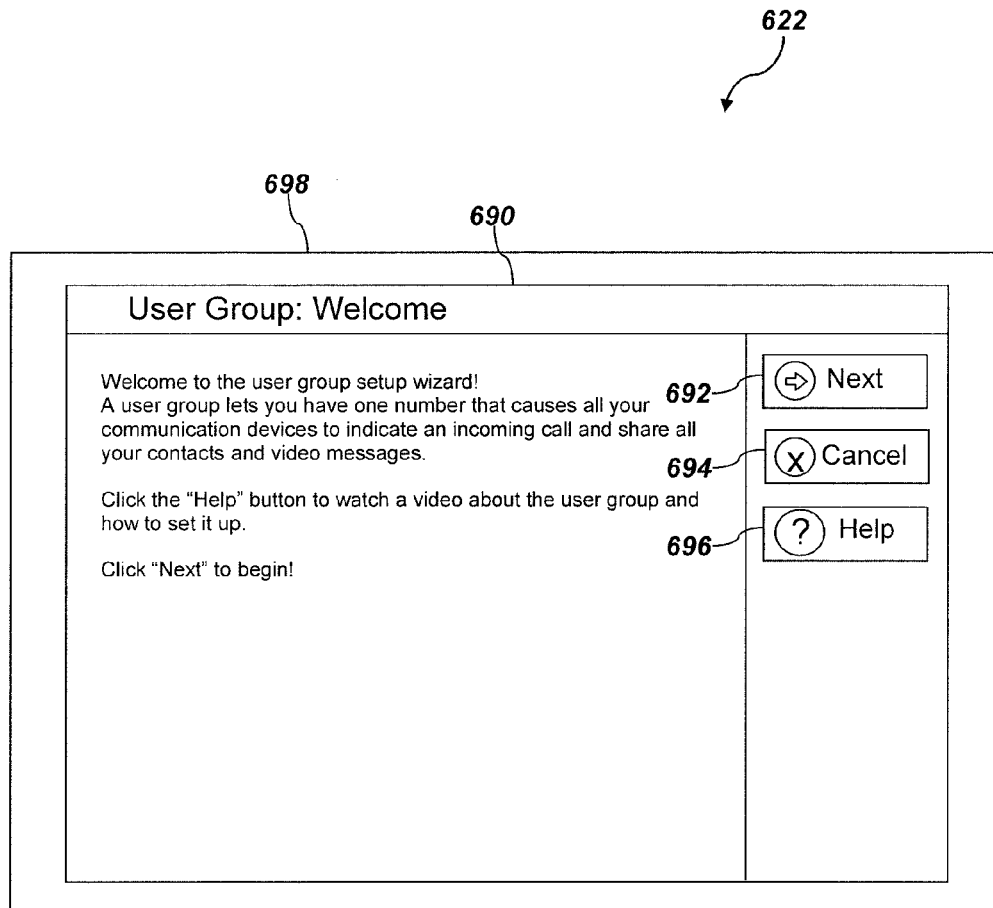 622
698
690
User Group: Welcome
Welcome to the user group setup wizard!
A user group lets you have one number that causes all your
communication devices to indicate an incoming call and share all
your contacts and video messages.
Click the “Help” button to watch a video about the user group and
how to set it up.
Click “Next” to begin!
692
Next
694
X Cancel
696
? Help